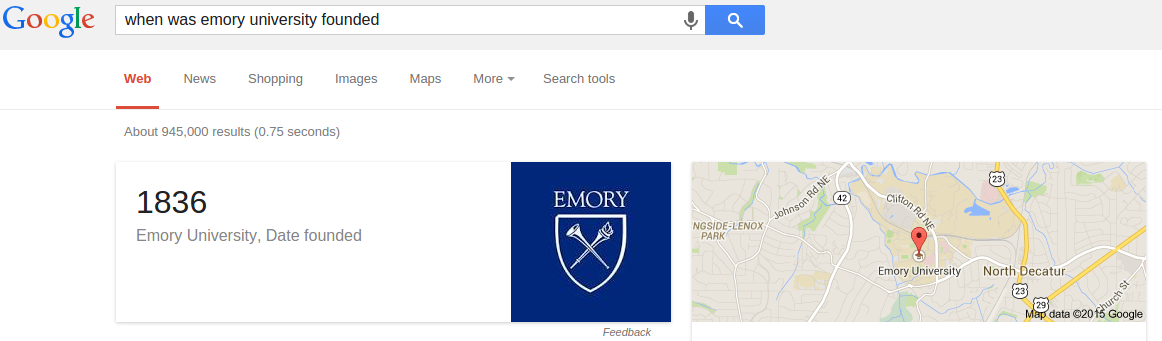 Google
when was emory university founded
Web News Shopping Images Maps More Search tools
About 945,000 results (0.75 seconds)
1836
Emory University, Date founded
EMORY
Feedback
23
42
Johnson Rd NE
Clifton Rd NE
NGSIDE-LENOX
PARK
Emory University
North Decatur
23
29
church St
Map data ©2015 Google